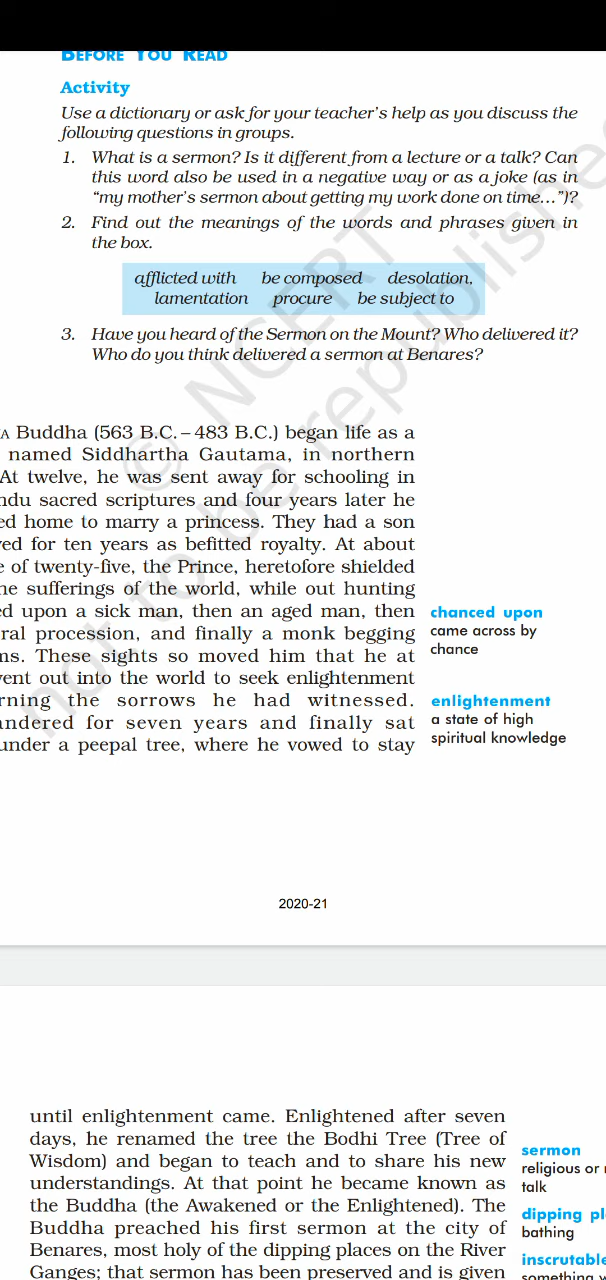 BEFORE YOU READ
Activity
Use a dictionary or ask for your teacher's help as you discuss the
following questions in groups.
1. What is a sermon? Is it different from a lecture or a talk? Can
this word also be used in a negative way or as a joke (as in
“my mother's sermon about getting my work done on time…”)?
2. Find out the meanings of the words and phrases given in
the box.
afflicted with be composed desolation,
lamentation procure be subject to
3. Have you heard of the Sermon on the Mount? Who delivered it?
Who do you think delivered a sermon at Benares?
A Buddha (563 B.C. – 483 B.C.) began life as a
named Siddhartha Gautama, in northern
At twelve, he was sent away for schooling in
ndu sacred scriptures and four years later he
ed home to marry a princess. They had a son
ved for ten years as befitted royalty. At about
e of twenty-five, the Prince, heretofore shielded
he sufferings of the world, while out hunting
ed upon a sick man, then an aged man, then
ral procession, and finally a monk begging
ms. These sights so moved him that he at
went out into the world to seek enlightenment
rning the sorrows he had witnessed.
andered for seven years and finally sat
under a peepal tree, where he vowed to stay
chanced upon
came across by
chance
enlightenment
a state of high
spiritual knowledge
© NCERT
not to be republishe
2020-21
until enlightenment came. Enlightened after seven
days, he renamed the tree the Bodhi Tree (Tree of
Wisdom) and began to teach and to share his new
understandings. At that point he became known as
the Buddha (the Awakened or the Enlightened). The
Buddha preached his first sermon at the city of
Benares, most holy of the dipping places on the River
Ganges; that sermon has been preserved and is given
sermon
religious or
talk
dipping pl
bathing
inscrutable
something